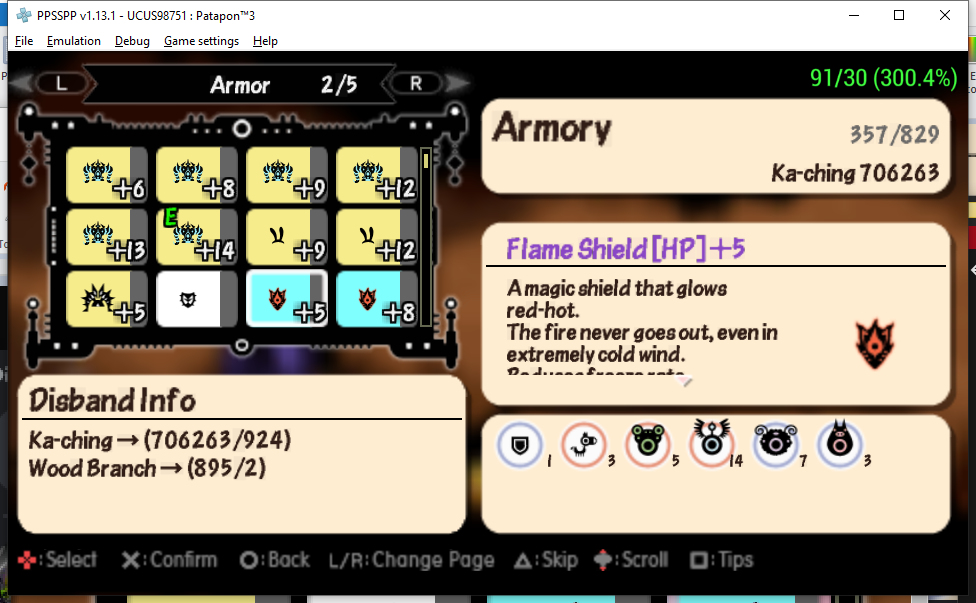 PPSSPP v1.13.1 - UCUS98751 : Patapon™3
File Emulation Debug Game settings Help
L Armor 2/5 R
91/30 (300.4%)
+6 +8 +9 +12
E
+13 +14 +9 +12
+5 +5 +8
Armory
357/829
Ka-ching 706263
Flame Shield[HP]+5
A magic shield that glows
red-hot.
The fire never goes out, even in
extremely cold wind.
Reduces freeze rate
Disband Info
Ka-ching → (706263/924)
Wood Branch → (895/2)
1 3 5 14 7 3
:Select X:Confirm O:Back L/R:Change Page △:Skip :Scroll □:Tips